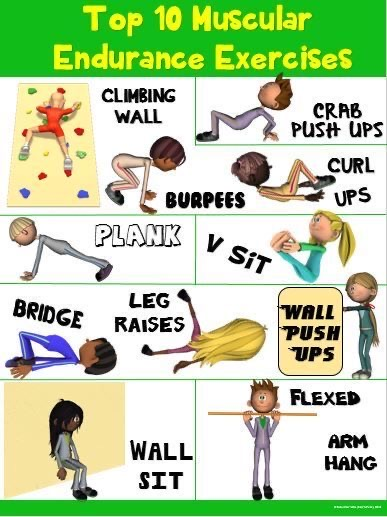 Top 10 Muscular
Endurance Exercises
CLIMBING
WALL
CRAB
PUSH UPS
BURPEES
CURL
UPS
PLANK
V SiT
BRIDGE
LEG
RAISES
WALL
PUSH
UPS
WALL
SIT
FLEXED
ARM
HANG